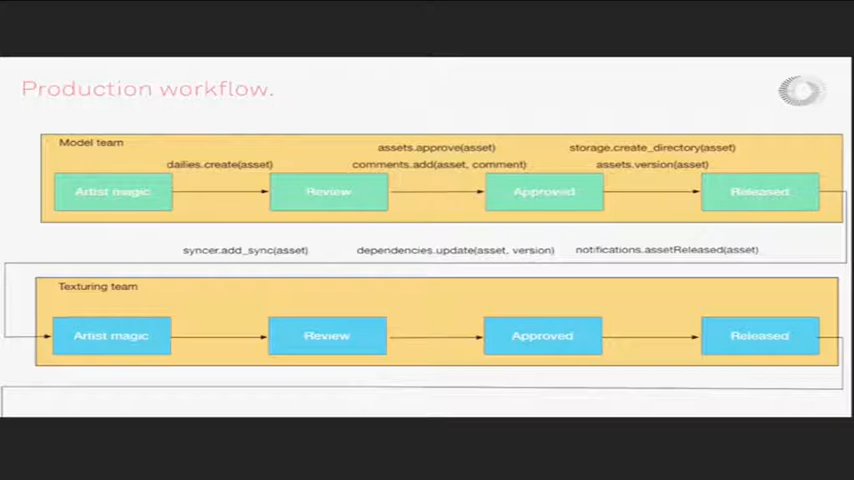 Production workflow.
Model team
assets.approve(asset)
storage.create_directory(asset)
dailies.create(asset)
comments.add(asset, comment)
assets.version(asset)
Artist magic
Review
Approved
Released
syncer.add_sync(asset)
dependencies.update(asset, version)
notifications.assetReleased(asset)
Texturing team
Artist magic
Review
Approved
Released